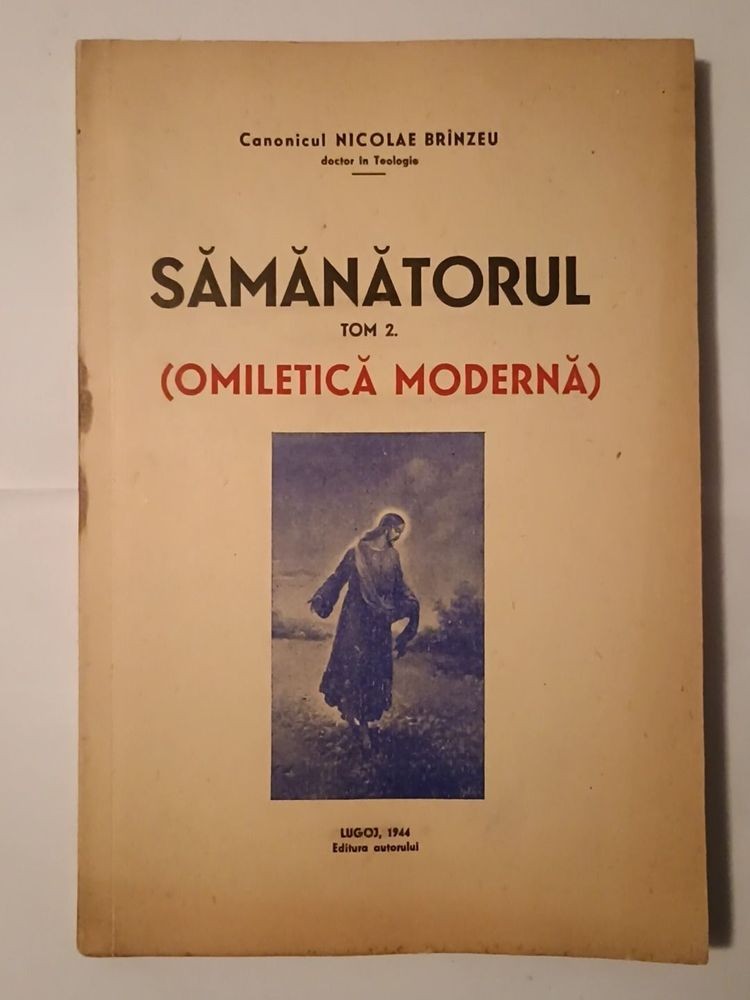 Canonicul NICOLAE BRÎNZEU
doctor în Teologie
SĂMĂNĂTORUL
TOM 2.
(OMILETICĂ MODERNĂ)
LUGOJ, 1944
Editura autorului